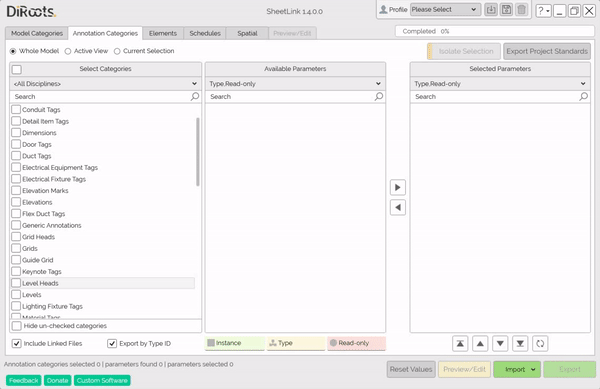 DiRoots.
SheetLink 1.4.0.0
Profile
Please Select
?
Model Categories
Annotation Categories
Elements
Schedules
Spatial
Preview/Edit
Completed 0%
Whole Model
Active View
Current Selection
Isolate Selection
Export Project Standards
Select Categories
Available Parameters
Selected Parameters
<All Disciplines>
Type,Read-only
Type,Read-only
Search
Search
Search
Conduit Tags
Detail Item Tags
Dimensions
Door Tags
Duct Tags
Electrical Equipment Tags
Electrical Fixture Tags
Elevation Marks
Elevations
Flex Duct Tags
Generic Annotations
Grid Heads
Grids
Guide Grid
Keynote Tags
Level Heads
Levels
Lighting Fixture Tags
Material Tags
Hide un-checked categories
Include Linked Files
Export by Type ID
Instance
Type
Read-only
Annotation categories selected 0 | parameters found 0 | parameters selected 0
Reset Values
Preview/Edit
Import
Export
Feedback
Donate
Custom Software